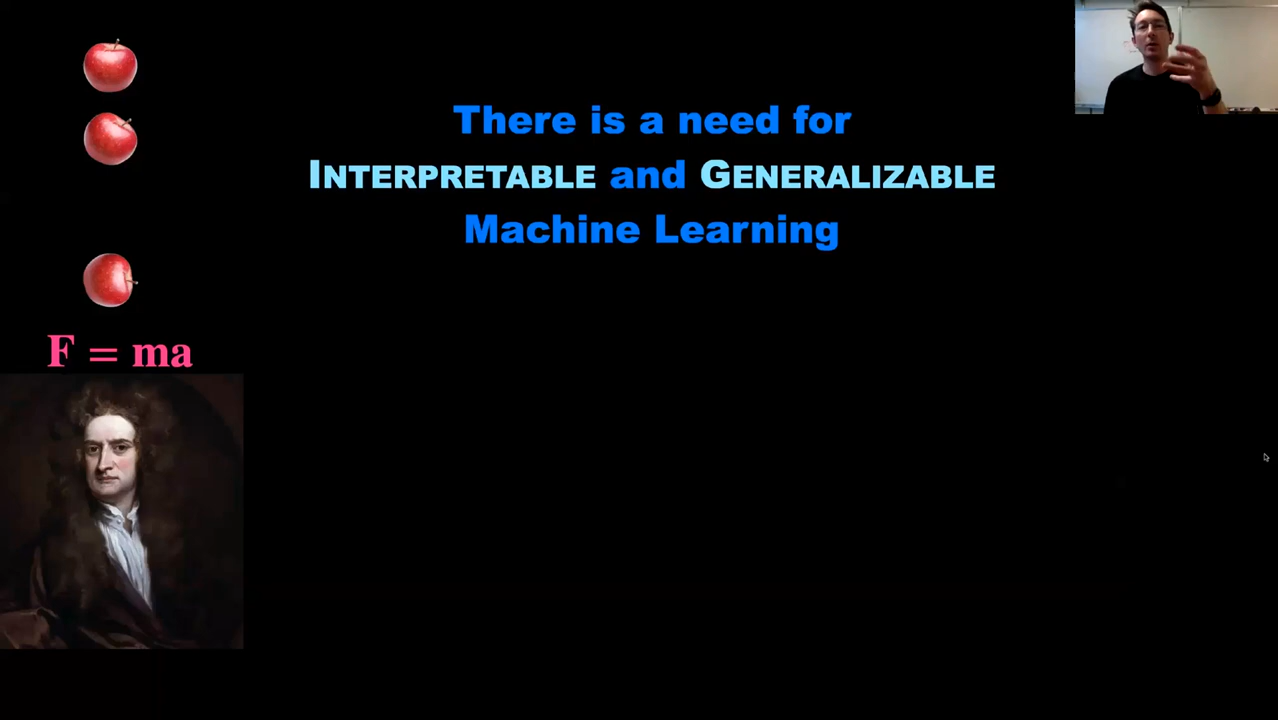 There is a need for
INTERPRETABLE and GENERALIZABLE
Machine Learning
F = ma